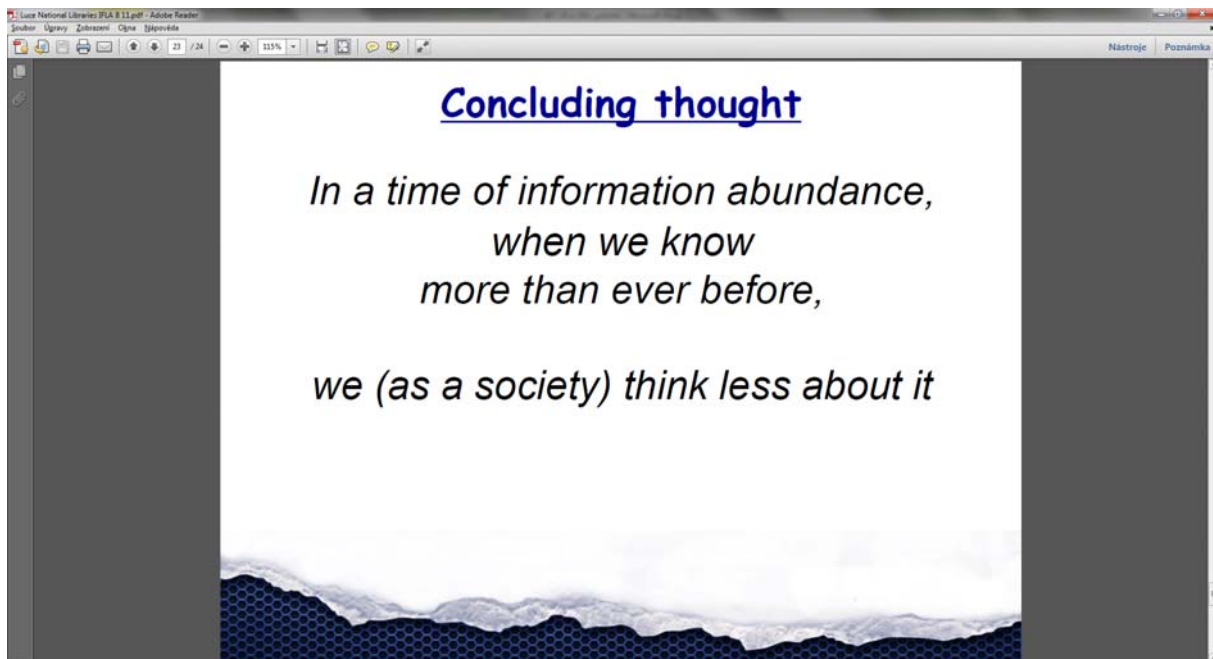 Luce National Libraries IFLA 8 11.pdf - Adobe Reader
Soubor Úpravy Zobrazení Okna Nápověda
23 / 24 115% Nástroje Poznámka
Concluding thought
In a time of information abundance,
when we know
more than ever before,
we (as a society) think less about it